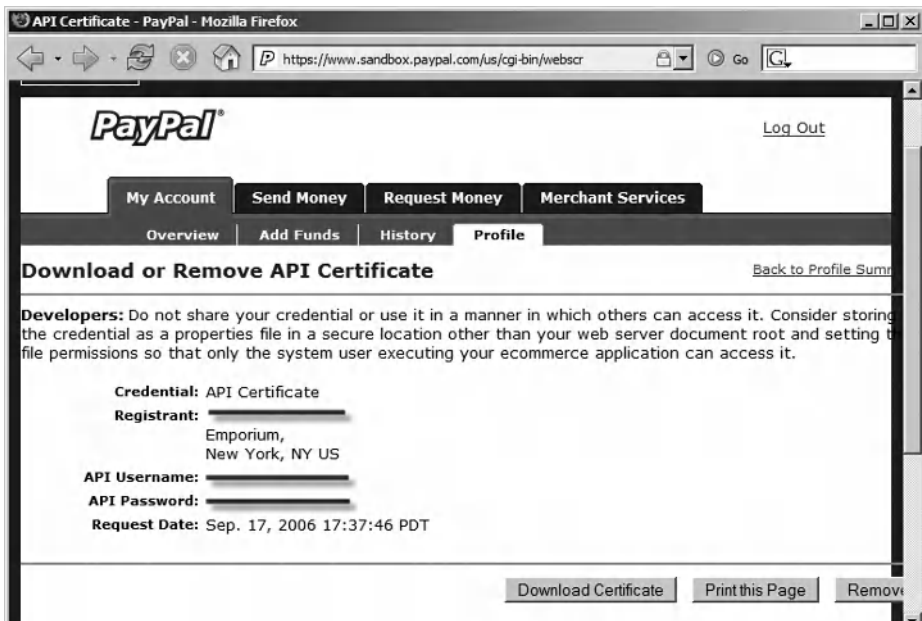 API Certificate - PayPal - Mozilla Firefox
https://www.sandbox.paypal.com/us/cgi-bin/webscr
Go
G
PayPal®
Log Out
My Account Send Money Request Money Merchant Services
Overview Add Funds History Profile
Download or Remove API Certificate
Back to Profile Summ
Developers: Do not share your credential or use it in a manner in which others can access it. Consider storing
the credential as a properties file in a secure location other than your web server document root and setting th
file permissions so that only the system user executing your ecommerce application can access it.
Credential: API Certificate
Registrant:
Emporium,
New York, NY US
API Username:
API Password:
Request Date: Sep. 17, 2006 17:37:46 PDT
Download Certificate Print this Page Remove